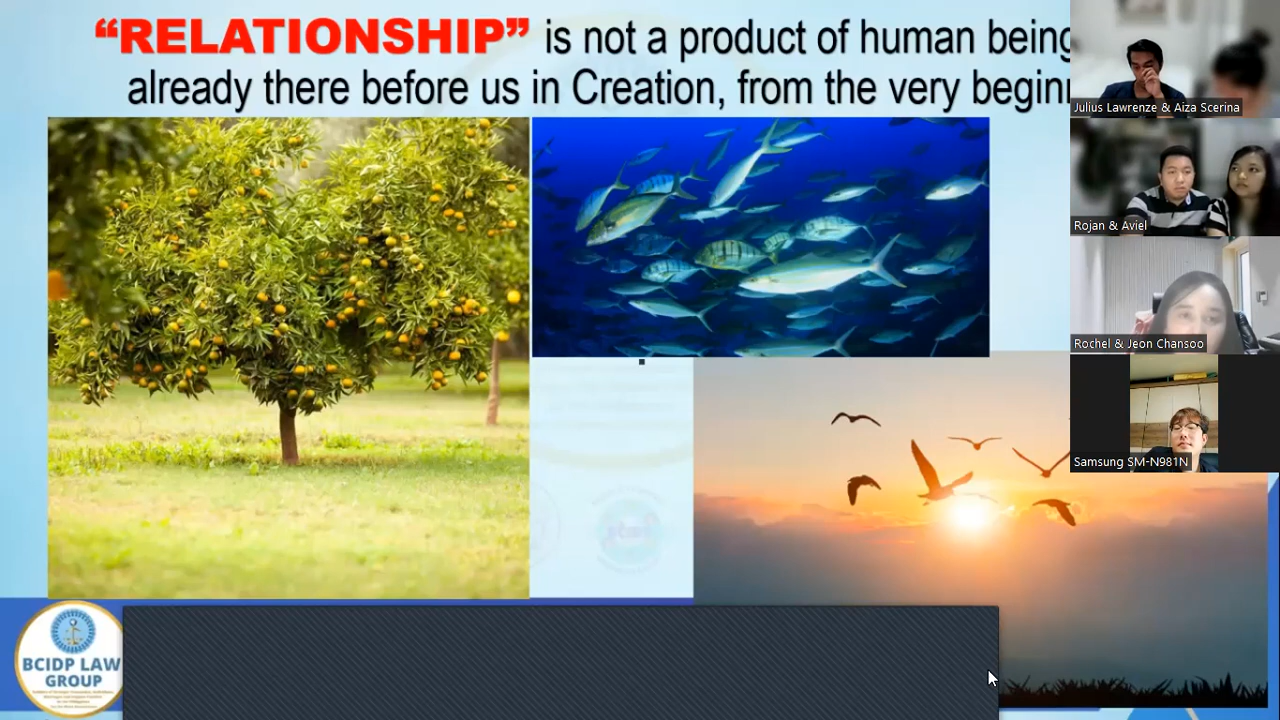 “RELATIONSHIP” is not a product of human being
already there before us in Creation, from the very begin
Julius Lawrenze & Aiza Scerina
Rojan & Aviel
Rochel & Jeon Chansoo
Samsung SM-N981N
BCIDP LAW
GROUP